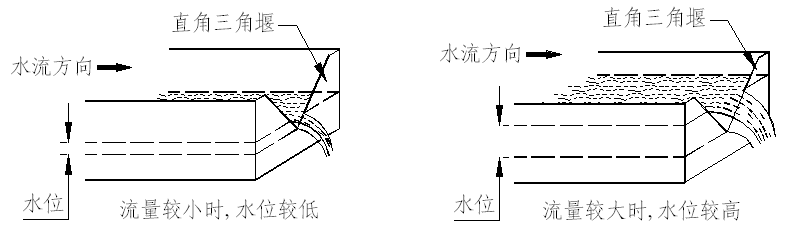 直角三角堰
水流方向
水位
流量较小时,水位较低
直角三角堰
水流方向
水位
流量较大时,水位较高